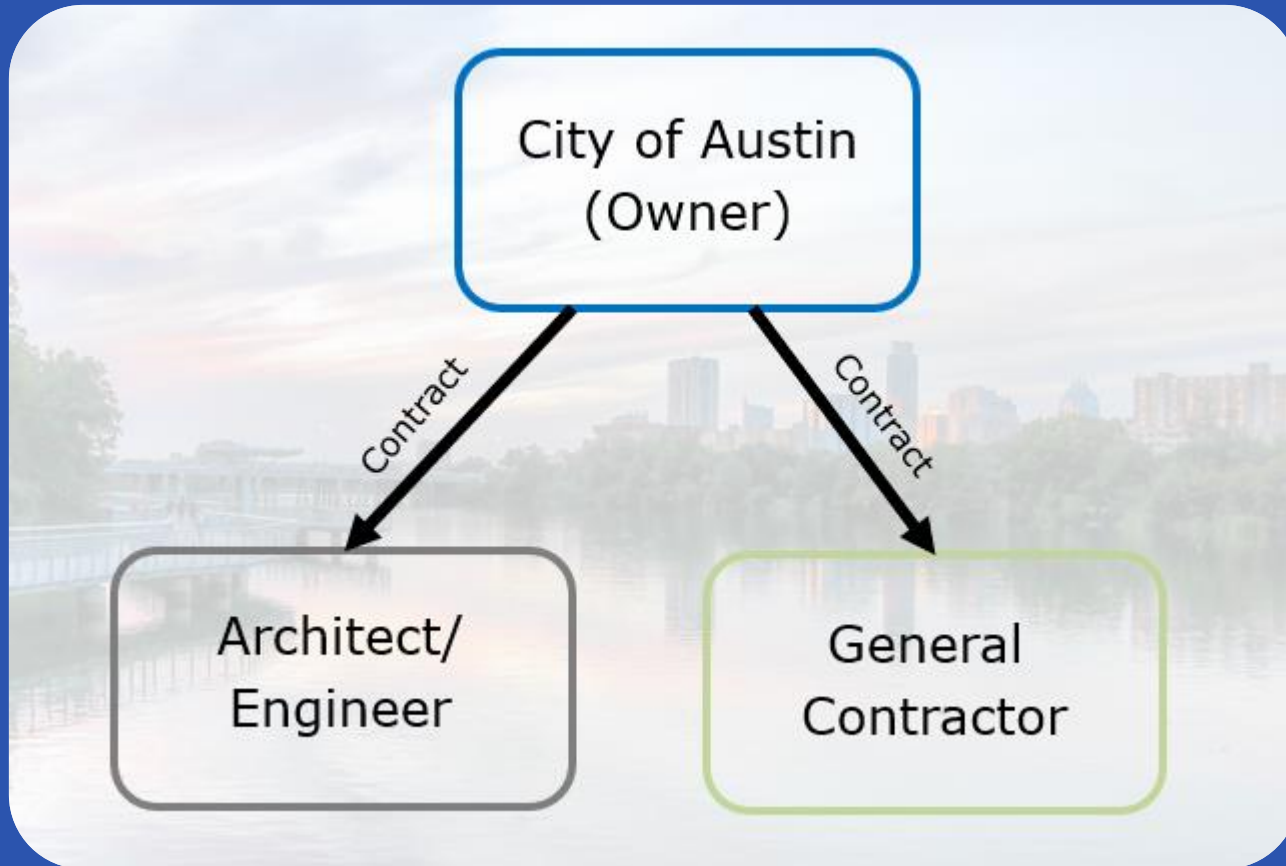 City of Austin
(Owner)
Contract
Contract
Architect/
Engineer
General
Contractor